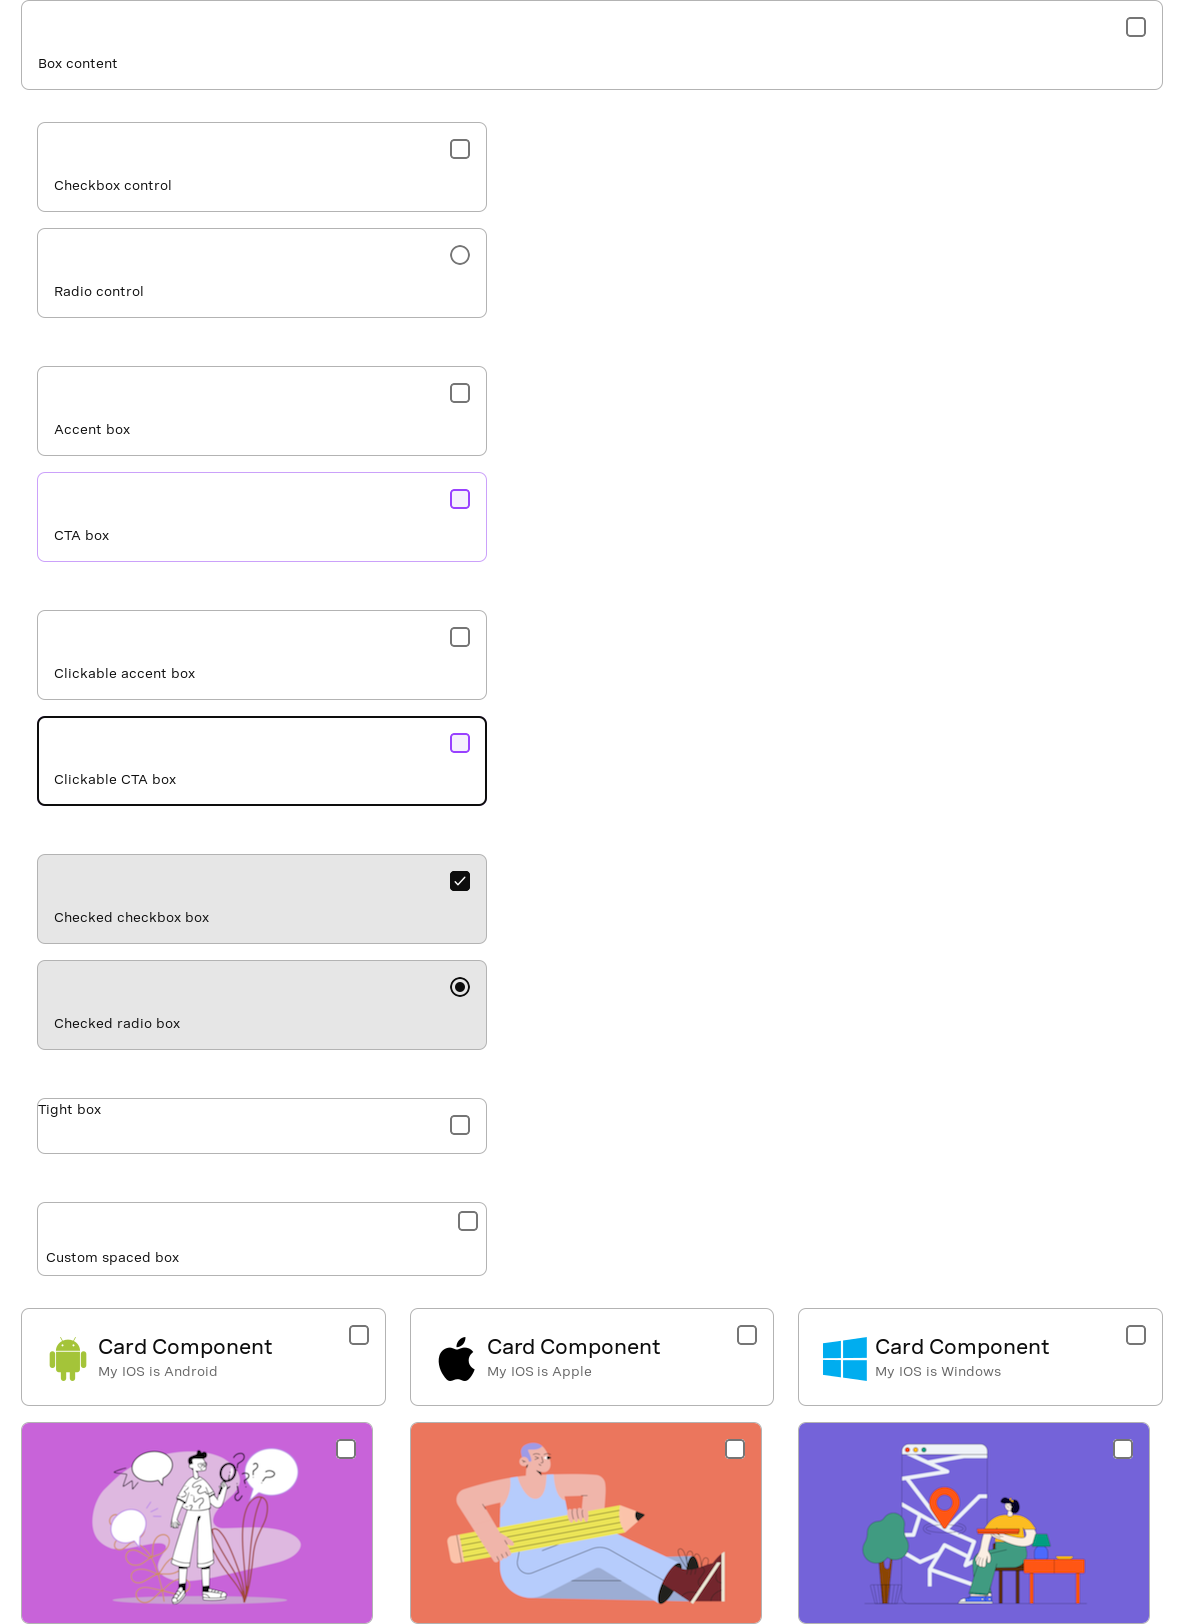 Box content
Checkbox control
Radio control
Accent box
CTA box
Clickable accent box
Clickable CTA box
Checked checkbox box
Checked radio box
Tight box
Custom spaced box
Card Component
My IOS is Android
Card Component
My IOS is Apple
Card Component
My IOS is Windows